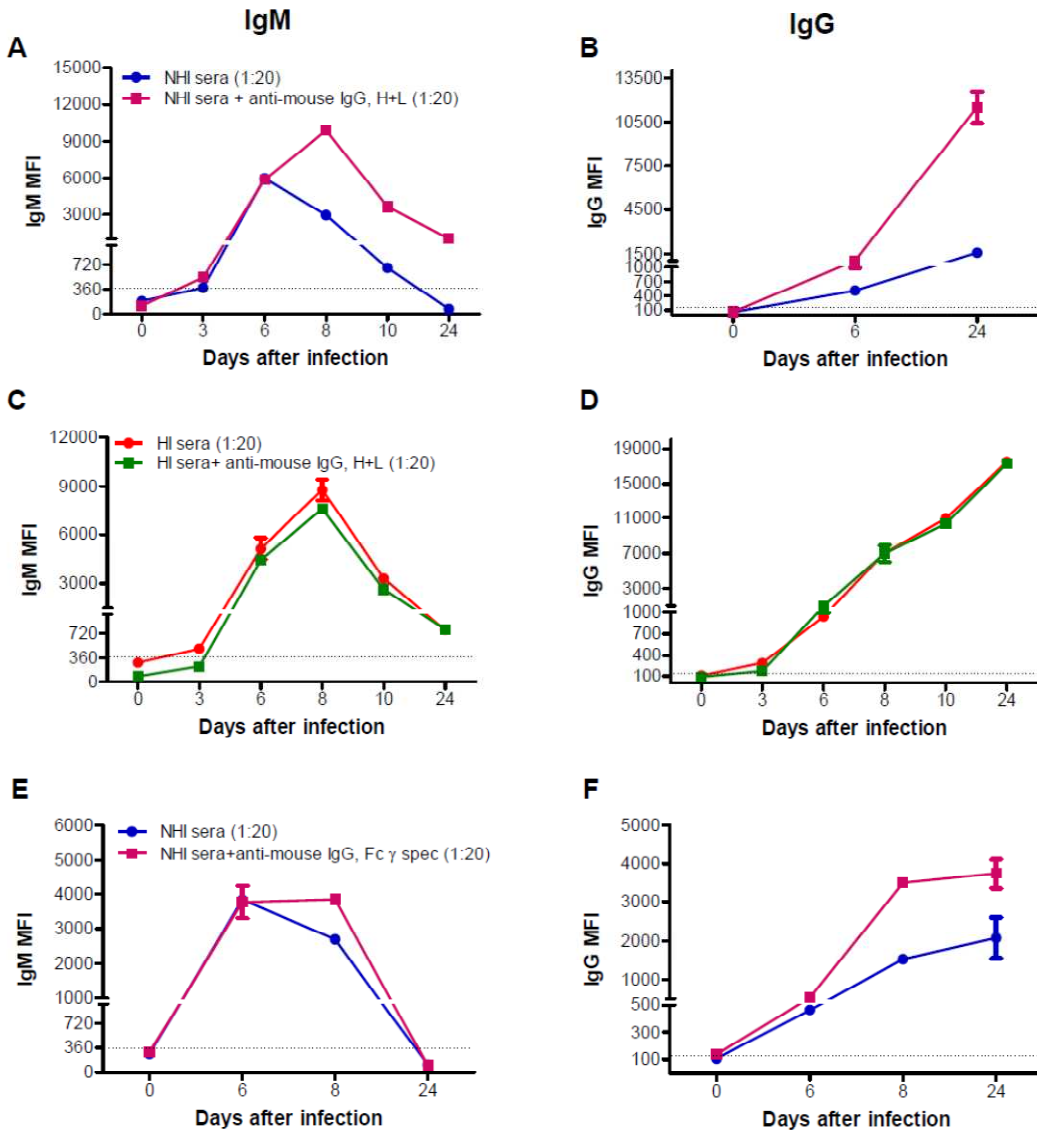 IgM
IgG
A
15000
12000
9000
6000
3000
720
360
0
IgM MFI
NHI sera (1:20)
NHI sera + anti-mouse IgG, H+L (1:20)
0 3 6 8 10 24
Days after infection
B
13500
10500
7500
4500
1500
1000
700
400
100
IgG MFI
0 6 24
Days after infection
C
12000
9000
6000
3000
720
360
0
IgM MFI
HI sera (1:20)
HI sera+ anti-mouse IgG, H+L (1:20)
0 3 6 8 10 24
Days after infection
D
19000
15000
11000
7000
3000
1000
700
400
100
IgG MFI
0 3 6 8 10 24
Days after infection
E
6000
5000
4000
3000
2000
1000
720
360
0
IgM MFI
NHI sera (1:20)
NHI sera+anti-mouse IgG, Fc γ spec (1:20)
0 6 8 24
Days after infection
F
5000
4000
3000
2000
1000
500
300
100
IgG MFI
0 6 8 24
Days after infection